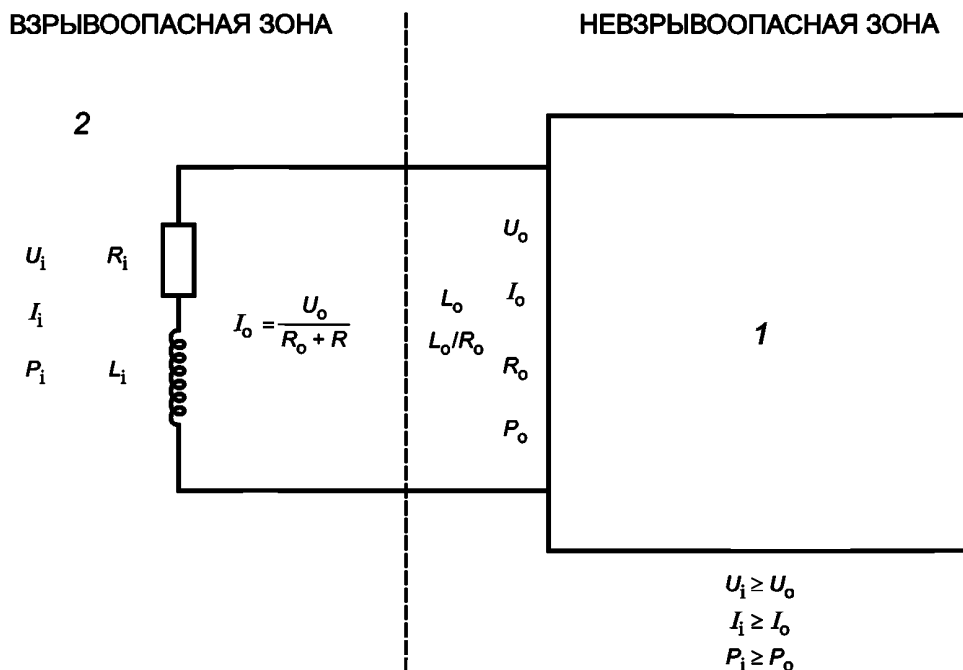 ВЗРЫВООПАСНАЯ ЗОНА
НЕВЗРЫВООПАСНАЯ ЗОНА
2
Uᵢ Rᵢ
Iᵢ
Pᵢ Lᵢ
Iₒ = Uₒ / (Rₒ + R)
Lₒ
Lₒ/Rₒ
Uₒ
Iₒ
Rₒ
Pₒ
1
Uᵢ ≥ Uₒ
Iᵢ ≥ Iₒ
Pᵢ ≥ Pₒ